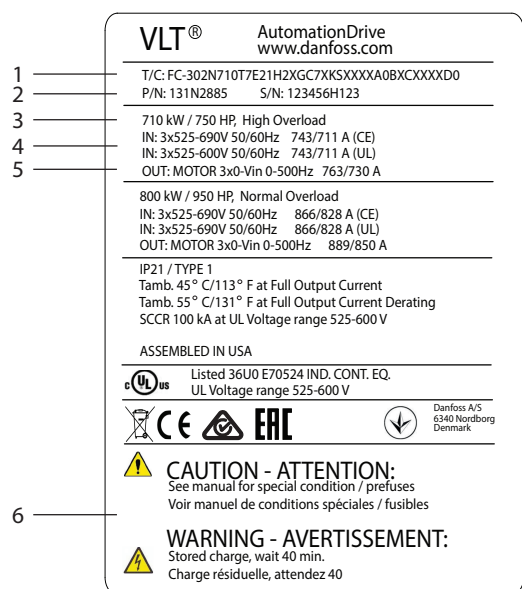 VLT® AutomationDrive
www.danfoss.com
1 T/C: FC-302N710T7E21H2XGC7XKSXXXXA0BXCXXXXD0
2 P/N: 131N2885 S/N: 123456H123
3 710 kW / 750 HP, High Overload
4 IN: 3x525-690V 50/60Hz 743/711 A (CE)
IN: 3x525-600V 50/60Hz 743/711 A (UL)
5 OUT: MOTOR 3x0-Vin 0-500Hz 763/730 A
800 kW / 950 HP, Normal Overload
IN: 3x525-690V 50/60Hz 866/828 A (CE)
IN: 3x525-690V 50/60Hz 866/828 A (UL)
OUT: MOTOR 3x0-Vin 0-500Hz 889/850 A
IP21 / TYPE 1
Tamb. 45° C/113° F at Full Output Current
Tamb. 55° C/131° F at Full Output Current Derating
SCCR 100 kA at UL Voltage range 525-600 V
ASSEMBLED IN USA
c UL us Listed 36U0 E70524 IND. CONT. EQ.
UL Voltage range 525-600 V
CE EAC
Danfoss A/S
6340 Nordborg
Denmark
CAUTION - ATTENTION:
See manual for special condition / prefuses
Voir manuel de conditions spéciales / fusibles
6
WARNING - AVERTISSEMENT:
Stored charge, wait 40 min.
Charge résiduelle, attendez 40